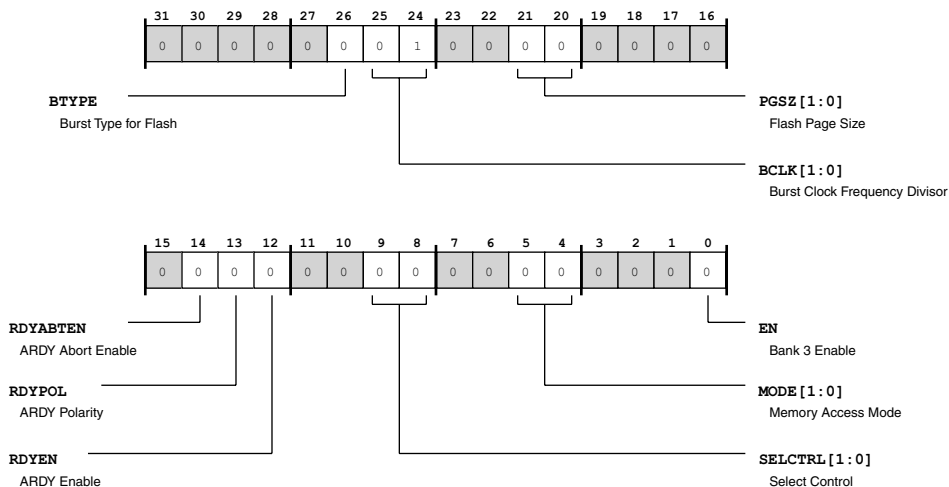 31 30 29 28 27 26 25 24 23 22 21 20 19 18 17 16
0 0 0 0 0 0 0 1 0 0 0 0 0 0 0 0
BTYPE
Burst Type for Flash
PGSZ[1:0]
Flash Page Size
BCLK[1:0]
Burst Clock Frequency Divisor
15 14 13 12 11 10 9 8 7 6 5 4 3 2 1 0
0 0 0 0 0 0 0 0 0 0 0 0 0 0 0 0
RDYABTEN
ARDY Abort Enable
EN
Bank 3 Enable
RDYPOL
ARDY Polarity
MODE[1:0]
Memory Access Mode
RDYEN
ARDY Enable
SELCTRL[1:0]
Select Control